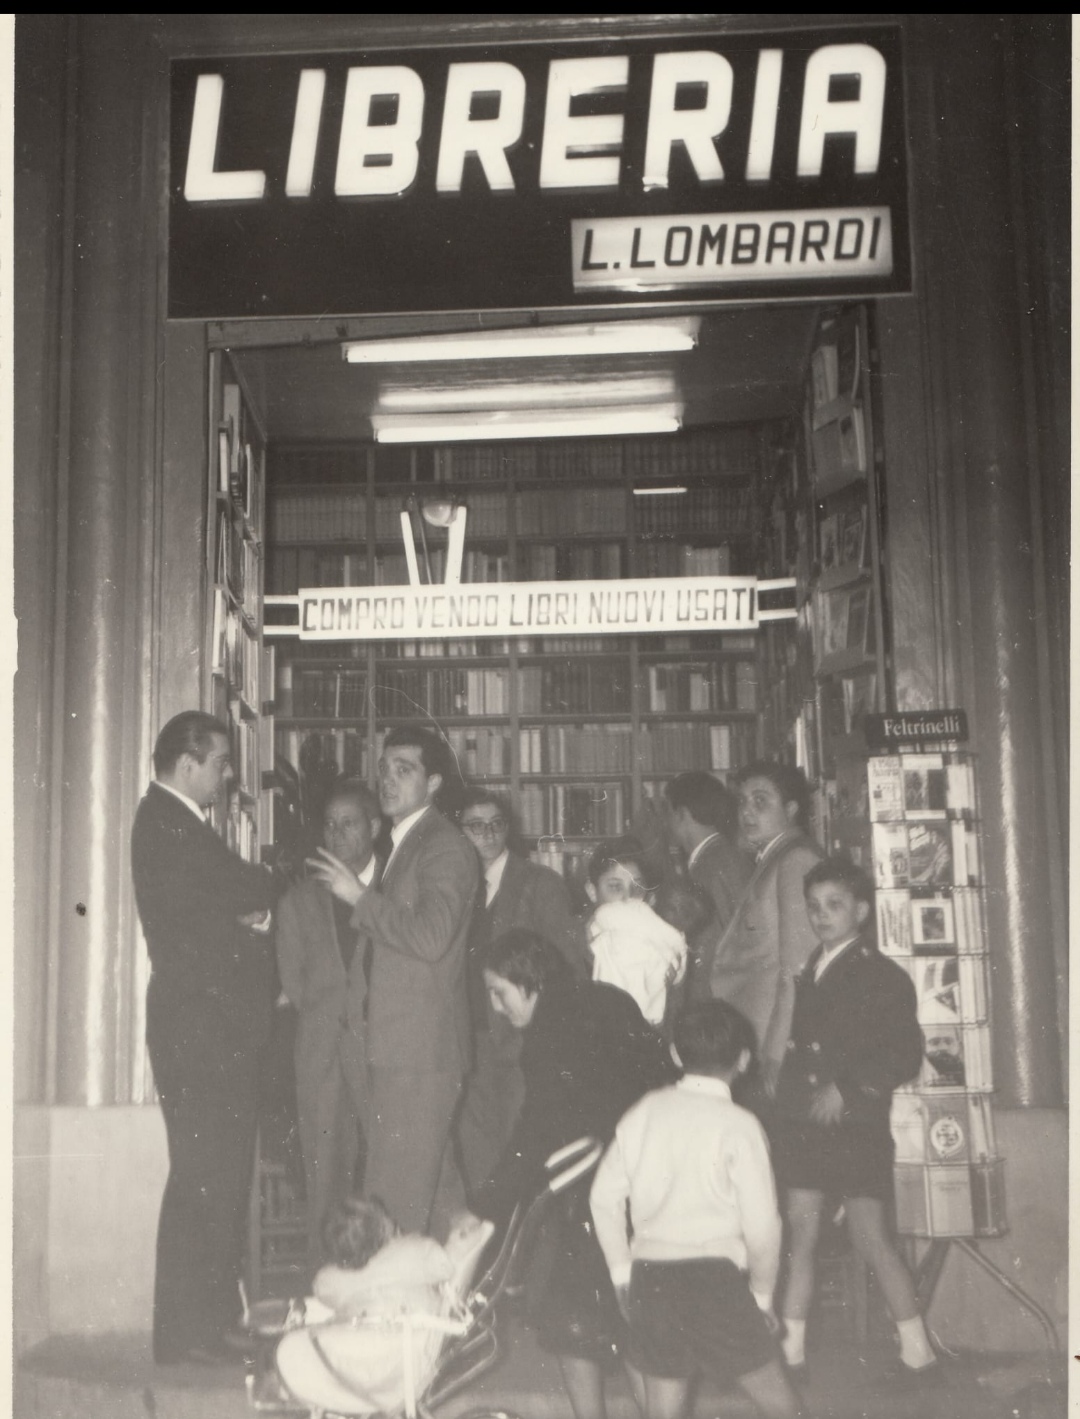 LIBRERIA
L. LOMBARDI
COMPRO VENDO LIBRI NUOVI USATI
Feltrinelli